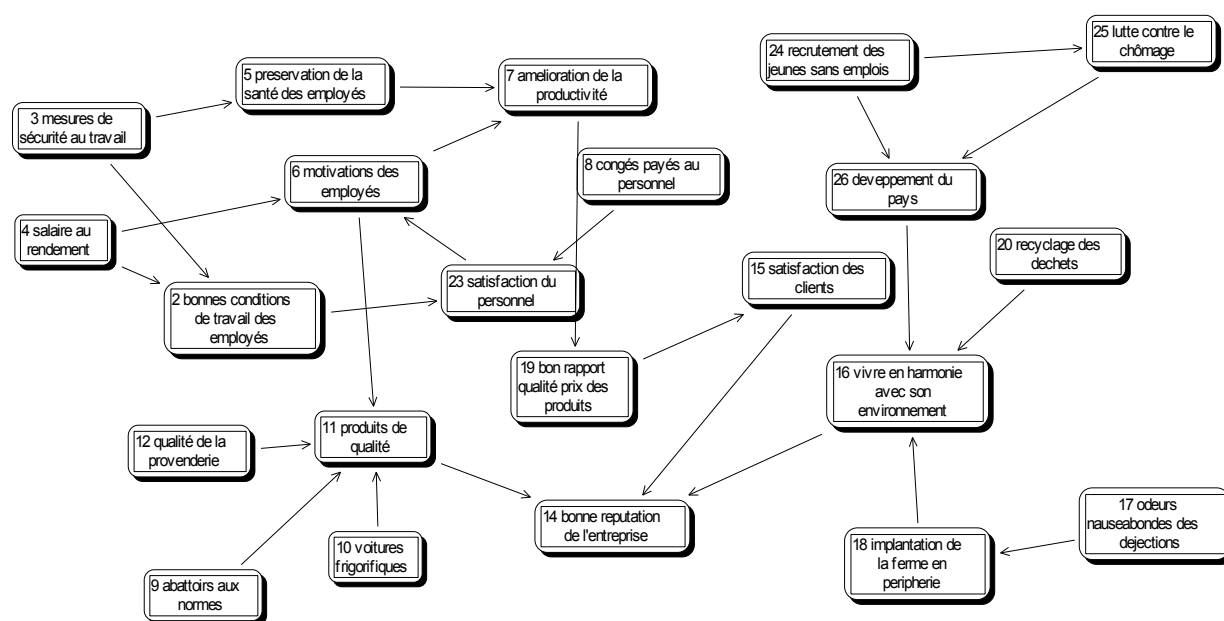 24 recrutement des
jeunes sans emplois
25 lutte contre le
chômage
5 preservation de la
santé des employés
7 amelioration de la
productivité
3 mesures de
sécurité au travail
6 motivations des
employés
8 congés payés au
personnel
26 deveppement du
pays
4 salaire au
rendement
20 recyclage des
dechets
15 satisfaction des
clients
23 satisfaction du
personnel
2 bonnes conditions
de travail des
employés
19 bon rapport
qualité prix des
produits
16 vivre en harmonie
avec son
environnement
11 produits de
qualité
12 qualité de la
provenderie
14 bonne reputation
de l'entreprise
17 odeurs
nauseabondes des
dejections
10 voitures
frigorifiques
18 implantation de
la ferme en
peripherie
9 abattoirs aux
normes